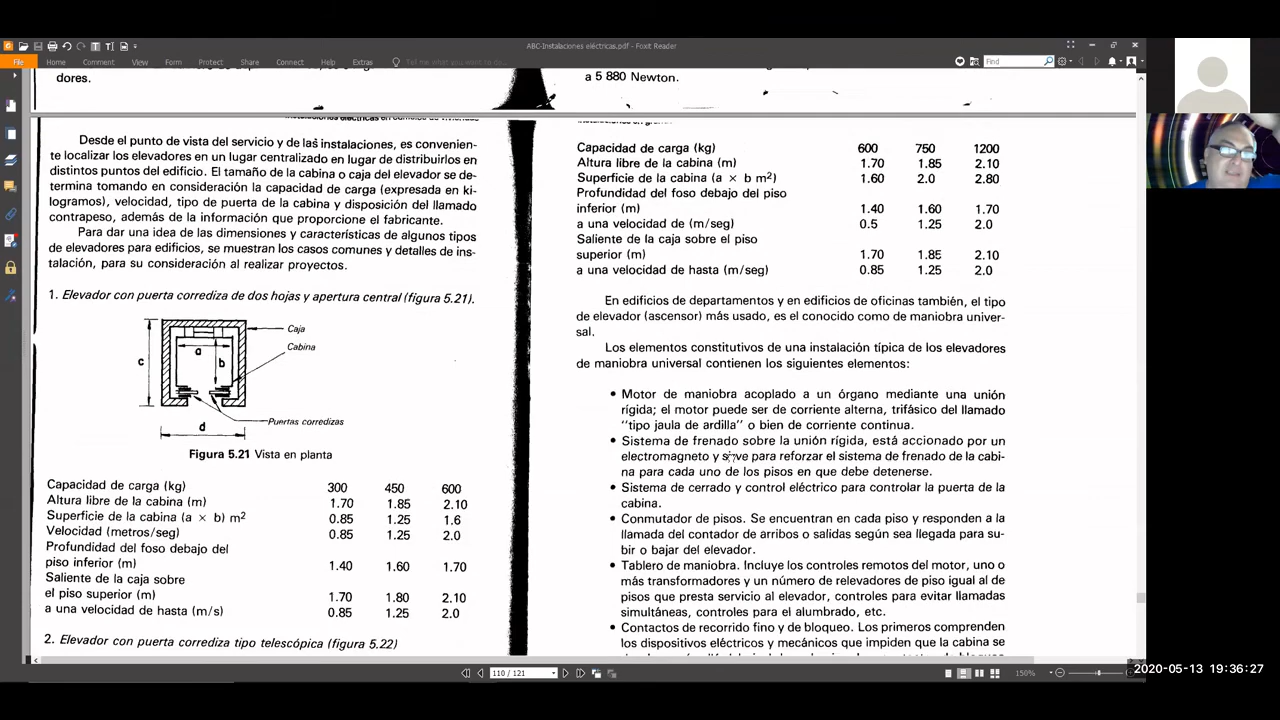 ABC-Instalaciones eléctricas.pdf - Foxit Reader
File
Home
Comment
View
Form
Protect
Share
Connect
Help
Extras
Tell me what you want to do..
Find
dores.
a 5 880 Newton.
Desde el punto de vista del servicio y de las instalaciones, es convenien-
te localizar los elevadores en un lugar centralizado en lugar de distribuirlos en
distintos puntos del edificio. El tamaño de la cabina o caja del elevador se de-
termina tomando en consideración la capacidad de carga (expresada en ki-
logramos), velocidad, tipo de puerta de la cabina y disposición del llamado
contrapeso, además de la información que proporcione el fabricante.
Para dar una idea de las dimensiones y características de algunos tipos
de elevadores para edificios, se muestran los casos comunes y detalles de ins-
talación, para su consideración al realizar proyectos.
1. Elevador con puerta corrediza de dos hojas y apertura central (figura 5.21).
Caja
Cabina
a
b
c
Puertas corredizas
d
Figura 5.21 Vista en planta
Capacidad de carga (kg) 300 450 600
Altura libre de la cabina (m) 1.70 1.85 2.10
Superficie de la cabina (a × b) m² 0.85 1.25 1.6
Velocidad (metros/seg) 0.85 1.25 2.0
Profundidad del foso debajo del
piso inferior (m) 1.40 1.60 1.70
Saliente de la caja sobre
el piso superior (m) 1.70 1.80 2.10
a una velocidad de hasta (m/s) 0.85 1.25 2.0
2. Elevador con puerta corrediza tipo telescópica (figura 5.22)
Capacidad de carga (kg) 600 750 1200
Altura libre de la cabina (m) 1.70 1.85 2.10
Superficie de la cabina (a × b m²) 1.60 2.0 2.80
Profundidad del foso debajo del piso
inferior (m) 1.40 1.60 1.70
a una velocidad de (m/seg) 0.5 1.25 2.0
Saliente de la caja sobre el piso
superior (m) 1.70 1.85 2.10
a una velocidad de hasta (m/seg) 0.85 1.25 2.0
En edificios de departamentos y en edificios de oficinas también, el tipo
de elevador (ascensor) más usado, es el conocido como de maniobra univer-
sal.
Los elementos constitutivos de una instalación típica de los elevadores
de maniobra universal contienen los siguientes elementos:
• Motor de maniobra acoplado a un órgano mediante una unión
rígida; el motor puede ser de corriente alterna, trifásico del llamado
"tipo jaula de ardilla" o bien de corriente continua.
• Sistema de frenado sobre la unión rígida, está accionado por un
electromagneto y sirve para reforzar el sistema de frenado de la cabi-
na para cada uno de los pisos en que debe detenerse.
• Sistema de cerrado y control eléctrico para controlar la puerta de la
cabina.
• Conmutador de pisos. Se encuentran en cada piso y responden a la
llamada del contador de arribos o salidas según sea llegada para su-
bir o bajar del elevador.
• Tablero de maniobra. Incluye los controles remotos del motor, uno o
más transformadores y un número de relevadores de piso igual al de
pisos que presta servicio al elevador, controles para evitar llamadas
simultáneas, controles para el alumbrado, etc.
• Contactos de recorrido fino y de bloqueo. Los primeros comprenden
los dispositivos eléctricos y mecánicos que impiden que la cabina se
110 / 121
150%
2020-05-13 19:36:27